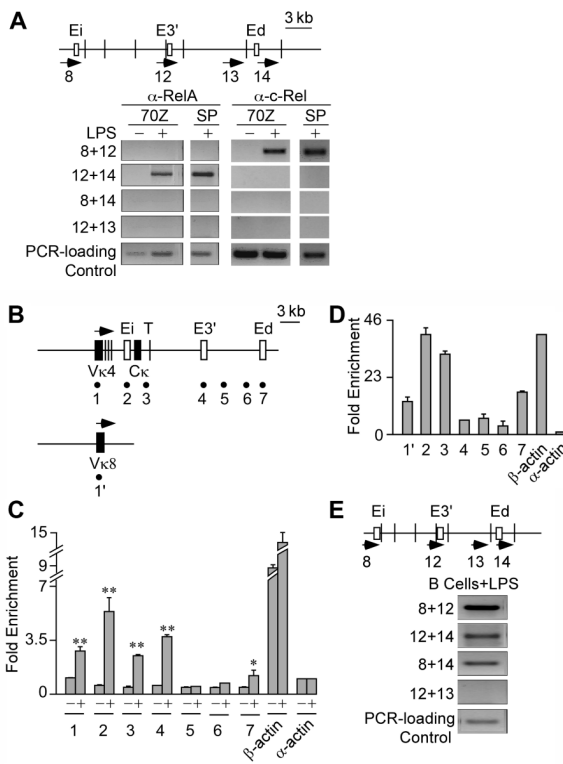 A
3 kb
Ei E3' Ed
8 12 13 14
α-RelA α-c-Rel
70Z SP 70Z SP
LPS − + + − + +
8+12
12+14
8+14
12+13
PCR-loading
Control
B
3 kb
Ei T E3' Ed
Vκ4 Cκ
1 2 3 4 5 6 7
Vκ8
1'
C
Fold Enrichment
15
9
7
3.5
0
** ** ** ** *
− + − + − + − + − + − + − + − + − +
1 2 3 4 5 6 7 β-actin α-actin
D
Fold Enrichment
46
23
0
1' 2 3 4 5 6 7 β-actin α-actin
E
Ei E3' Ed
8 12 13 14
B Cells+LPS
8+12
12+14
8+14
12+13
PCR-loading
Control